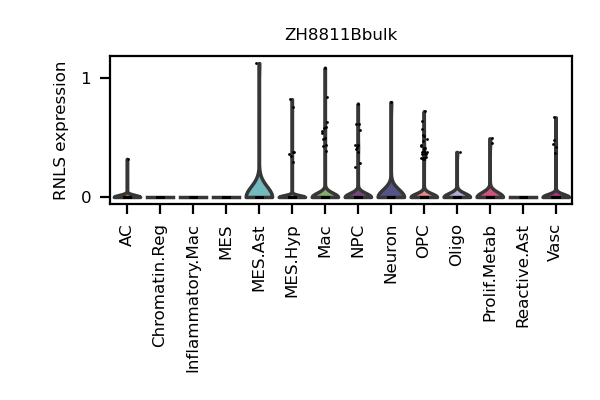 ZH8811Bbulk
RNLS expression
1
0
AC
Chromatin.Reg
Inflammatory.Mac
MES
MES.Ast
MES.Hyp
Mac
NPC
Neuron
OPC
Oligo
Prolif.Metab
Reactive.Ast
Vasc